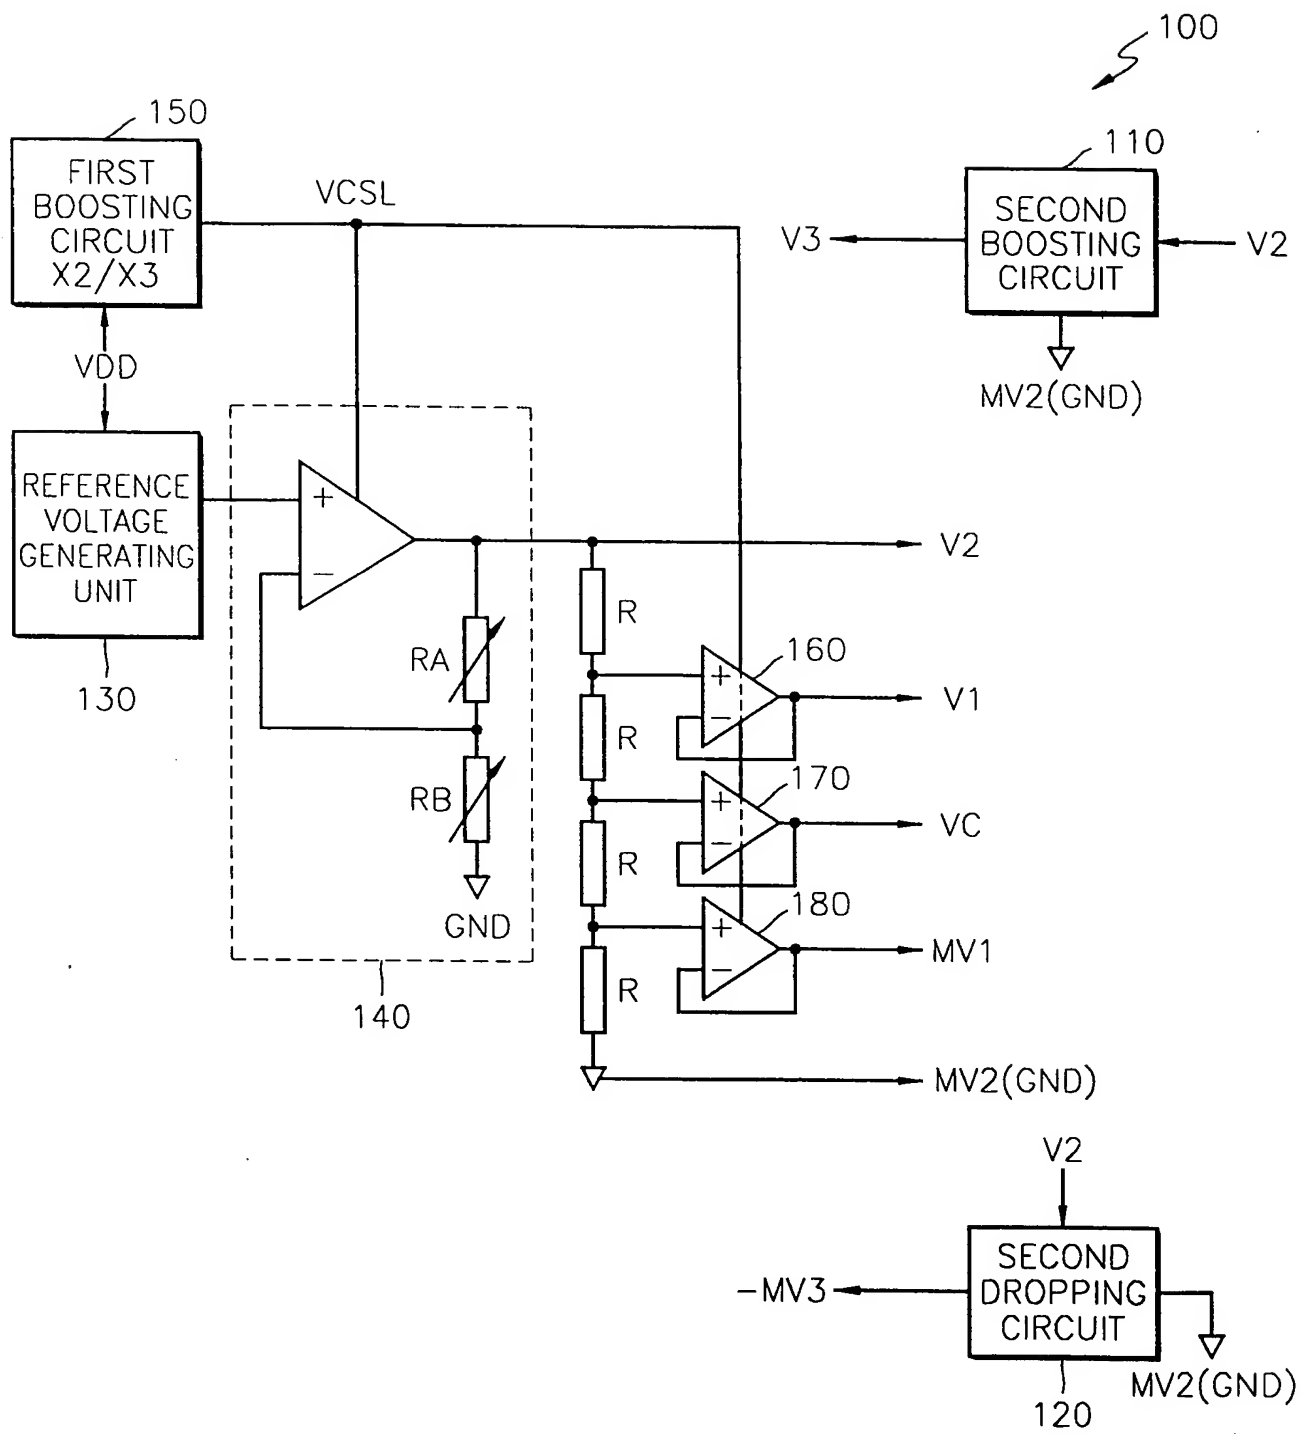 100
150
FIRST
BOOSTING
CIRCUIT
X2/X3
VCSL
110
SECOND
BOOSTING
CIRCUIT
V3
V2
MV2(GND)
VDD
REFERENCE
VOLTAGE
GENERATING
UNIT
130
+
−
RA
RB
GND
140
V2
R
R
R
R
+
−
160
V1
+
−
170
VC
+
−
180
MV1
MV2(GND)
V2
SECOND
DROPPING
CIRCUIT
−MV3
MV2(GND)
120